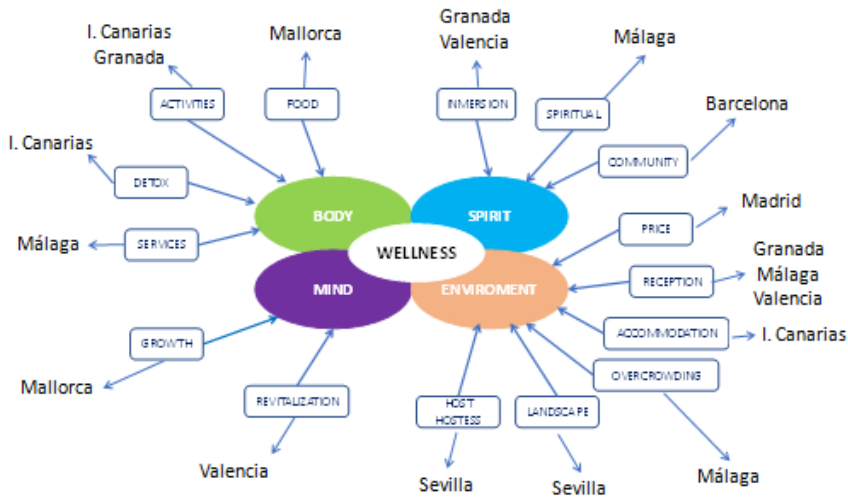 I. Canarias
Granada
Mallorca
Granada
Valencia
Málaga
ACTIVITIES
FOOD
INMERSION
SPIRITUAL
Barcelona
I. Canarias
COMMUNITY
DETOX
BODY
SPIRIT
Madrid
PRICE
Málaga
SERVICES
WELLNESS
Granada
Málaga
Valencia
RECEPTION
MIND
ENVIROMENT
ACCOMMODATION
I. Canarias
GROWTH
OVERCROWDING
Mallorca
REVITALIZATION
HOST
HOSTESS
LANDSCAPE
Valencia
Sevilla
Sevilla
Málaga